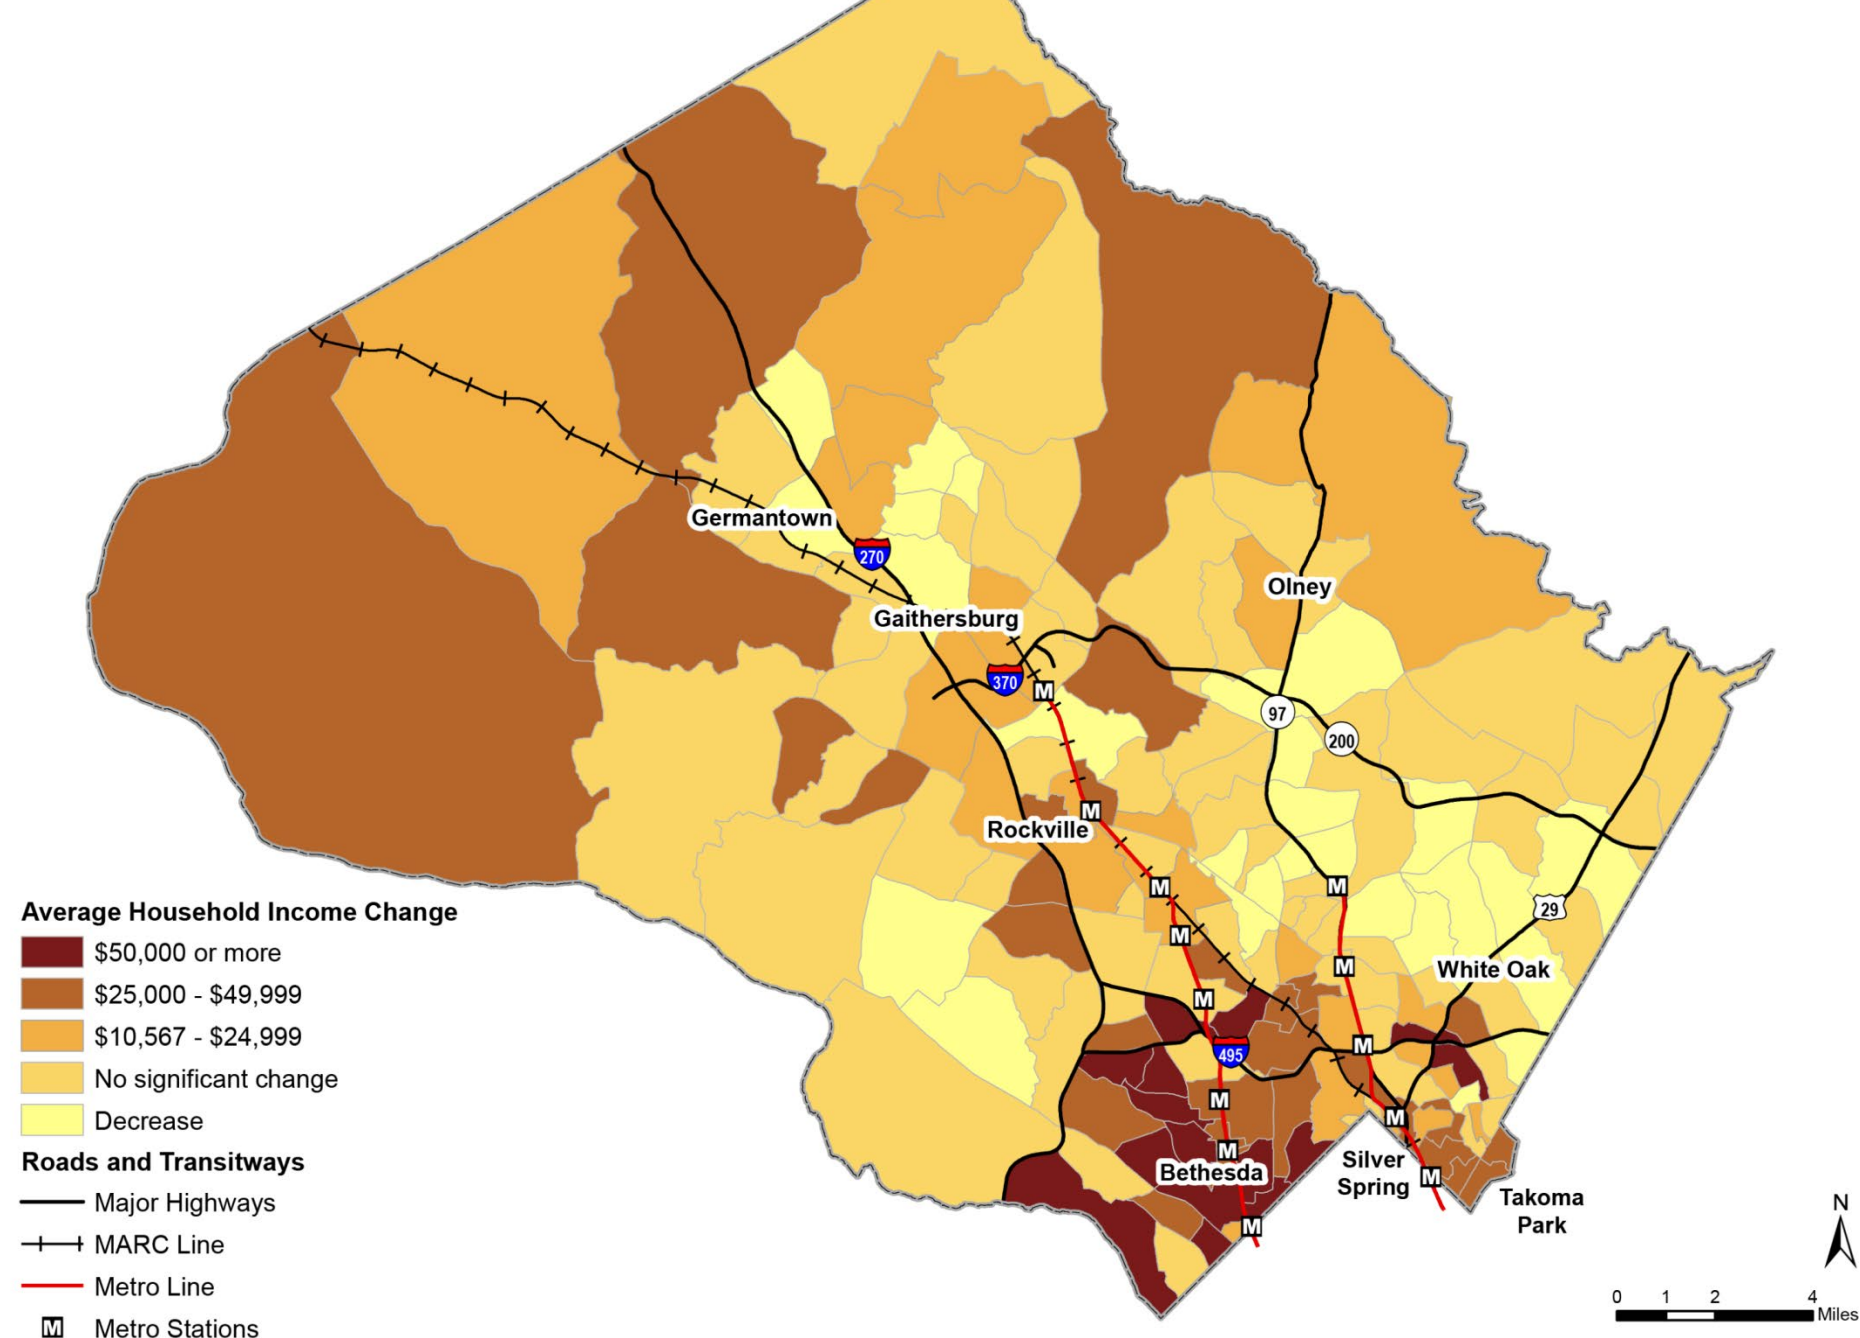 Germantown
270
Gaithersburg
370
Olney
97
200
Rockville
29
White Oak
495
Bethesda
Silver
Spring
Takoma
Park
M
M
M
M
M
M
M
M
M
M
M
M
M
Average Household Income Change
$50,000 or more
$25,000 - $49,999
$10,567 - $24,999
No significant change
Decrease
Roads and Transitways
Major Highways
MARC Line
Metro Line
M Metro Stations
N
0 1 2 4
Miles